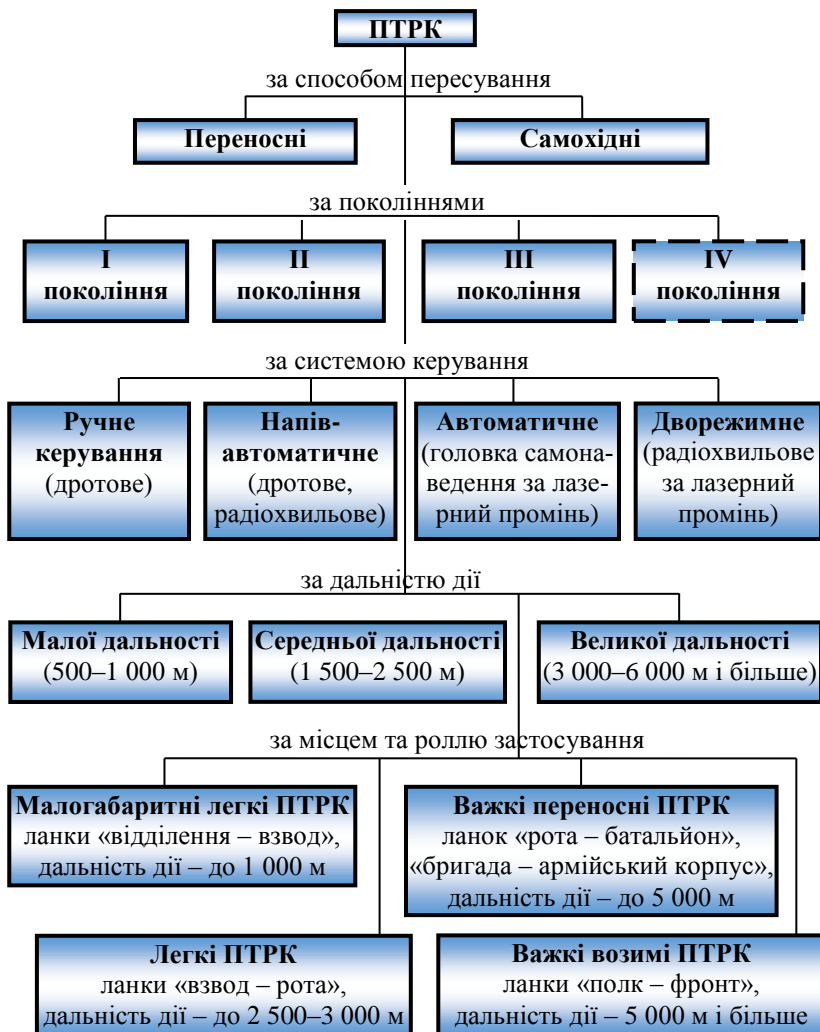 ПТРК
за способом пересування
Переносні
Самохідні
за поколіннями
I
покоління
II
покоління
III
покоління
IV
покоління
за системою керування
Ручне
керування
(дротове)
Напів-
автоматичне
(дротове,
радіохвильове)
Автоматичне
(головка самона-
ведення за лазе-
рний промінь)
Дворежимне
(радіохвильове
за лазерний
промінь)
за дальністю дії
Малої дальності
(500–1 000 м)
Середньої дальності
(1 500–2 500 м)
Великої дальності
(3 000–6 000 м і більше)
за місцем та роллю застосування
Малогабаритні легкі ПТРК
ланки «відділення – взвод»,
дальність дії – до 1 000 м
Важкі переносні ПТРК
ланок «рота – батальйон»,
«бригада – армійський корпус»,
дальність дії – до 5 000 м
Легкі ПТРК
ланки «взвод – рота»,
дальність дії – до 2 500–3 000 м
Важкі возимі ПТРК
ланки «полк – фронт»,
дальність дії – 5 000 м і більше